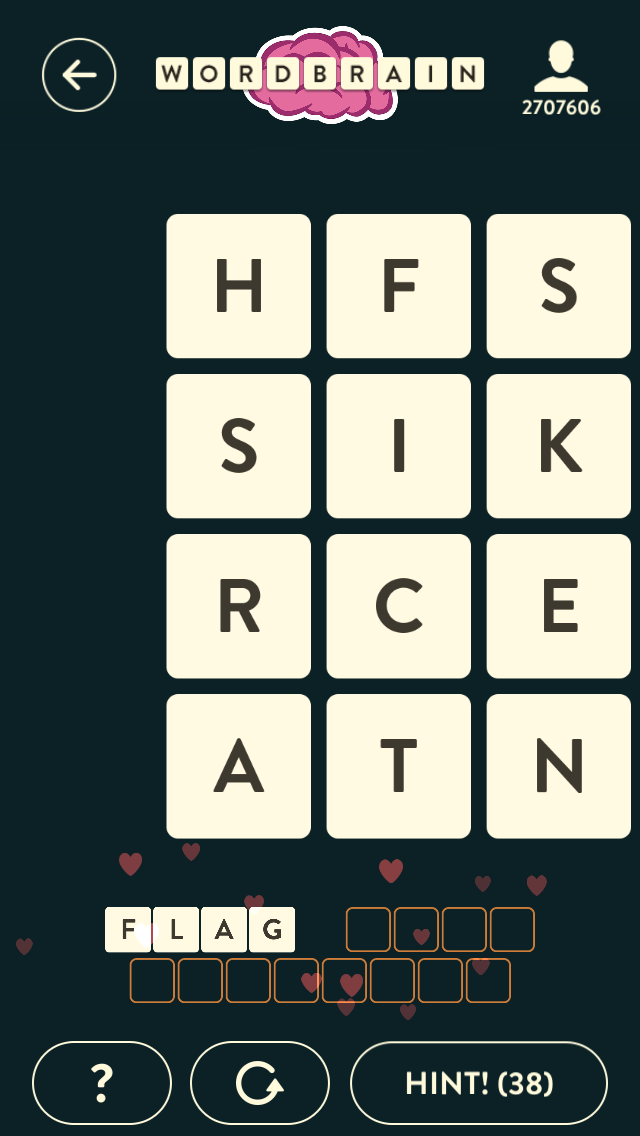 WORDBRAIN
2707606
H F S
S I K
R C E
A T N
FLAG
? HINT! (38)